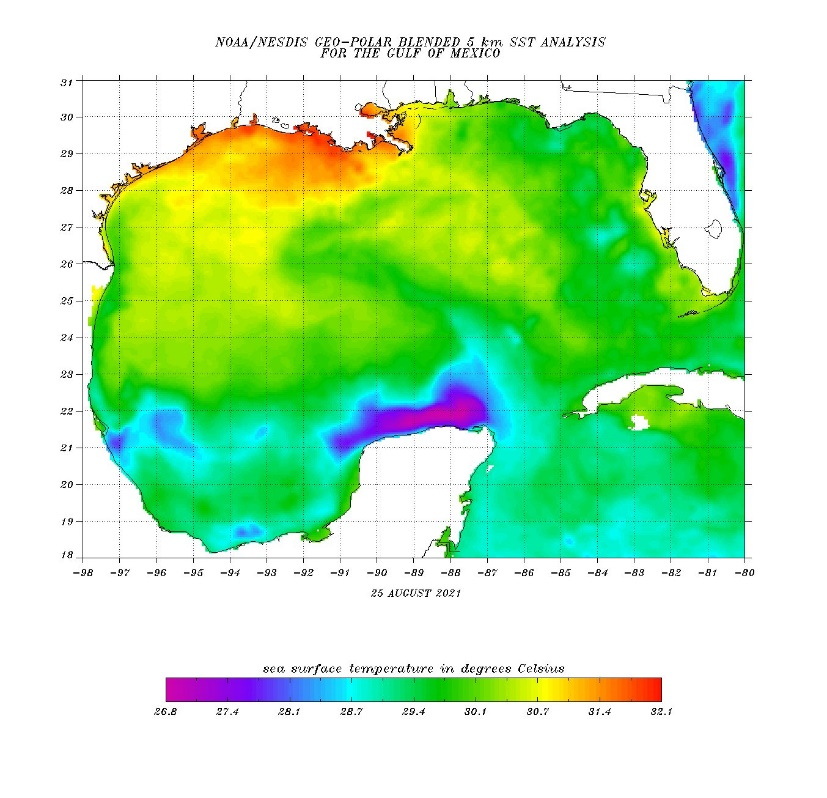 NOAA/NESDIS GEO-POLAR BLENDED 5 km SST ANALYSIS
FOR THE GULF OF MEXICO
31
30
29
28
27
26
25
24
23
22
21
20
19
18
-98 -97 -96 -95 -94 -93 -92 -91 -90 -89 -88 -87 -86 -85 -84 -83 -82 -81 -80
25 AUGUST 2021
sea surface temperature in degrees Celsius
26.8 27.4 28.1 28.7 29.4 30.1 30.7 31.4 32.1